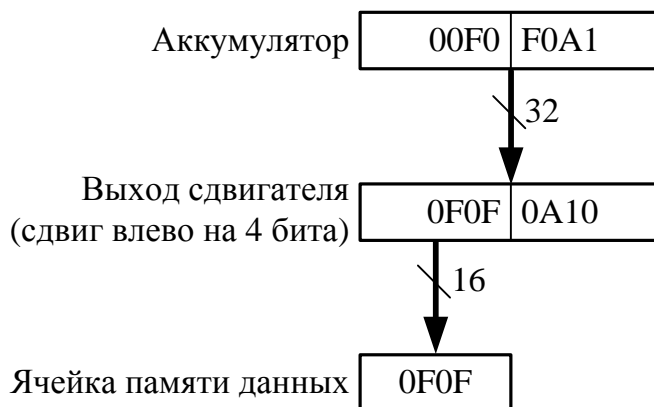 Аккумулятор 00F0 F0A1
32
Выход сдвигателя
(сдвиг влево на 4 бита) 0F0F 0A10
16
Ячейка памяти данных 0F0F